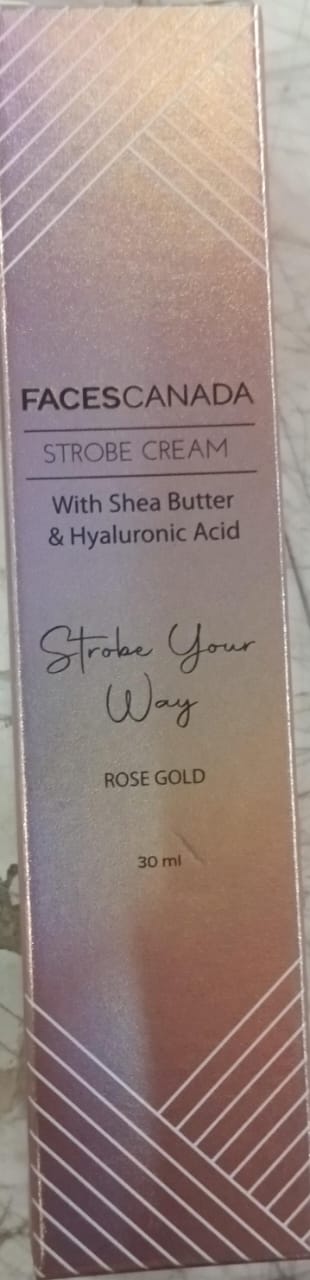 FACESCANADA
STROBE CREAM
With Shea Butter
& Hyaluronic Acid
Strobe Your
Way
ROSE GOLD
30 ml